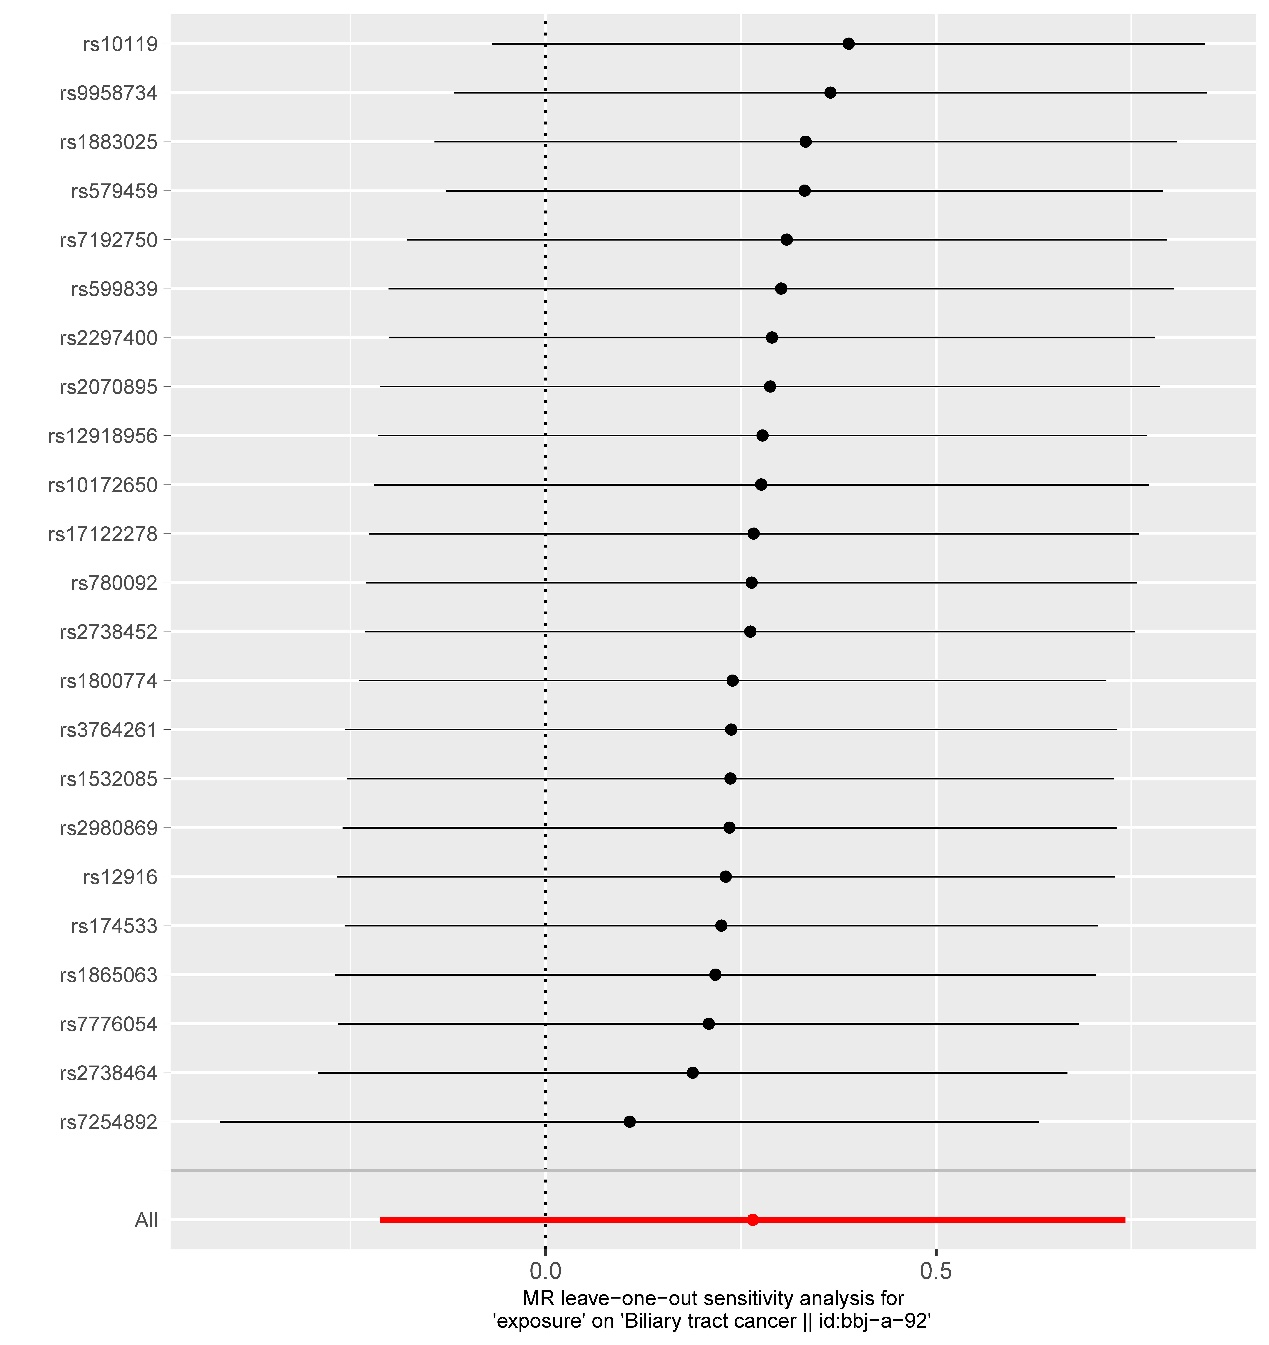 rs10119
rs9958734
rs1883025
rs579459
rs7192750
rs599839
rs2297400
rs2070895
rs12918956
rs10172650
rs17122278
rs780092
rs2738452
rs1800774
rs3764261
rs1532085
rs2980869
rs12916
rs174533
rs1865063
rs7776054
rs2738464
rs7254892
All
0.0 0.5
MR leave−one−out sensitivity analysis for
'exposure' on 'Biliary tract cancer || id:bbj−a−92'